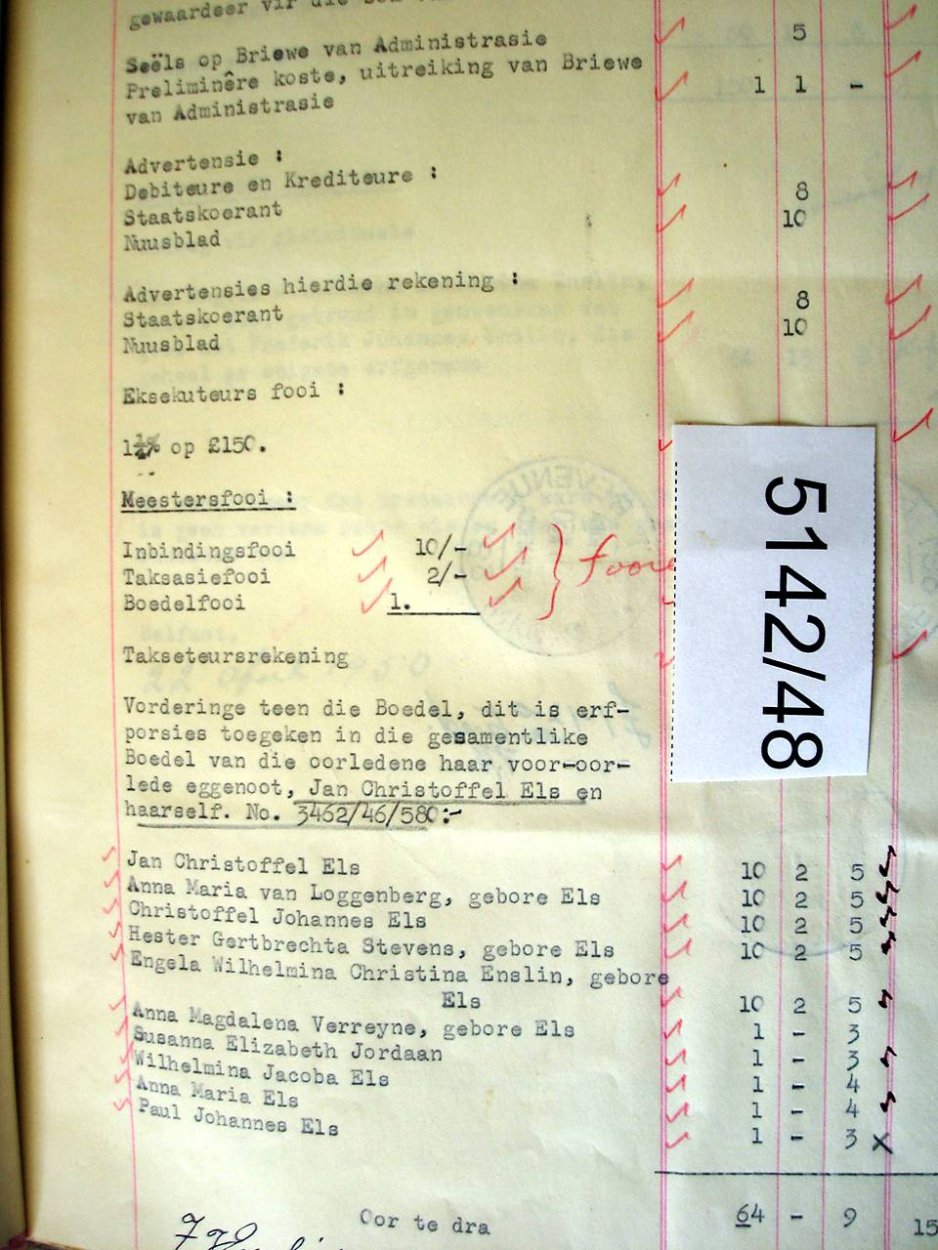 gewaardeer vir die
Seëls op Briewe van Administrasie 5
Preliminêre koste, uitreiking van Briewe
van Administrasie 1 1 -
Advertensie :
Debiteure en Krediteure :
Staatskoerant 8
Nuusblad 10
Advertensies hierdie rekening :
Staatskoerant 8
Nuusblad 10
Eksekuteurs fooi :
1½% op £150.
Meestersfooi :
Inbindingsfooi 10/-
Taksasiefooi 2/-
Boedelfooi 1.
fooie
Takseteursrekening
5142/48
Vorderinge teen die Boedel, dit is erf-
porsies toegeken in die gesamentlike
Boedel van die oorledene haar voor-oor-
lede eggenoot, Jan Christoffel Els en
haarself. No. 3462/46/580:-
Jan Christoffel Els 10 2 5
Anna Maria van Loggenberg, gebore Els 10 2 5
Christoffel Johannes Els 10 2 5
Hester Gertbrechta Stevens, gebore Els 10 2 5
Engela Wilhelmina Christina Enslin, gebore
Els 10 2 5
Anna Magdalena Verreyne, gebore Els 1 - 3
Susanna Elizabeth Jordaan 1 - 3
Wilhelmina Jacoba Els 1 - 4
Anna Maria Els 1 - 4
Paul Johannes Els 1 - 3 x
Oor te dra 64 - 9 15